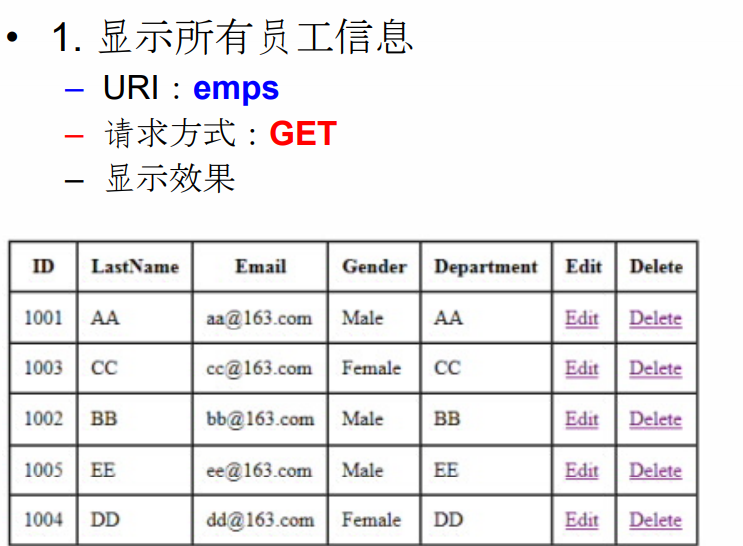 • 1. 显示所有员工信息
– URI：emps
– 请求方式：GET
– 显示效果
ID LastName Email Gender Department Edit Delete
1001 AA aa@163.com Male AA Edit Delete
1003 CC cc@163.com Female CC Edit Delete
1002 BB bb@163.com Male BB Edit Delete
1005 EE ee@163.com Male EE Edit Delete
1004 DD dd@163.com Female DD Edit Delete